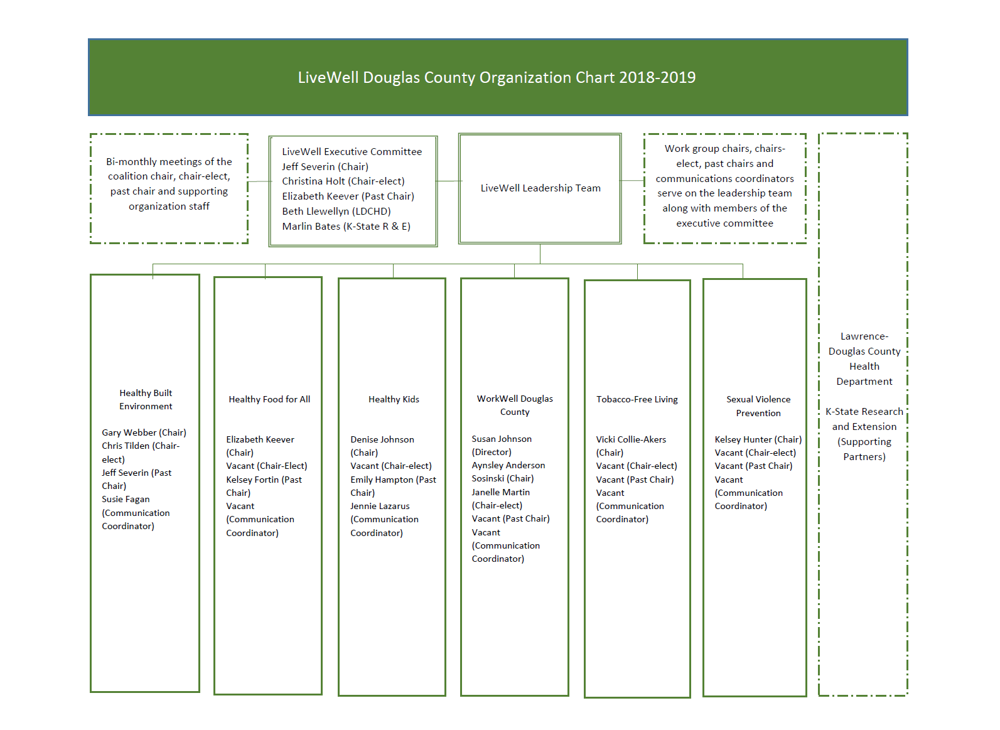 LiveWell Douglas County Organization Chart 2018-2019
Bi-monthly meetings of the
coalition chair, chair-elect,
past chair and supporting
organization staff
LiveWell Executive Committee
Jeff Severin (Chair)
Christina Holt (Chair-elect)
Elizabeth Keever (Past Chair)
Beth Llewellyn (LDCHD)
Marlin Bates (K-State R & E)
LiveWell Leadership Team
Work group chairs, chairs-
elect, past chairs and
communications coordinators
serve on the leadership team
along with members of the
executive committee
Healthy Built
Environment
Gary Webber (Chair)
Chris Tilden (Chair-
elect)
Jeff Severin (Past
Chair)
Susie Fagan
(Communication
Coordinator)
Healthy Food for All
Elizabeth Keever
(Chair)
Vacant (Chair-Elect)
Kelsey Fortin (Past
Chair)
Vacant
(Communication
Coordinator)
Healthy Kids
Denise Johnson
(Chair)
Vacant (Chair-elect)
Emily Hampton (Past
Chair)
Jennie Lazarus
(Communication
Coordinator)
WorkWell Douglas
County
Susan Johnson
(Director)
Aynsley Anderson
Sosinski (Chair)
Janelle Martin
(Chair-elect)
Vacant (Past Chair)
Vacant
(Communication
Coordinator)
Tobacco-Free Living
Vicki Collie-Akers
(Chair)
Vacant (Chair-elect)
Vacant (Past Chair)
Vacant
(Communication
Coordinator)
Sexual Violence
Prevention
Kelsey Hunter (Chair)
Vacant (Chair-elect)
Vacant (Past Chair)
Vacant
(Communication
Coordinator)
Lawrence-
Douglas County
Health
Department
K-State Research
and Extension
(Supporting
Partners)